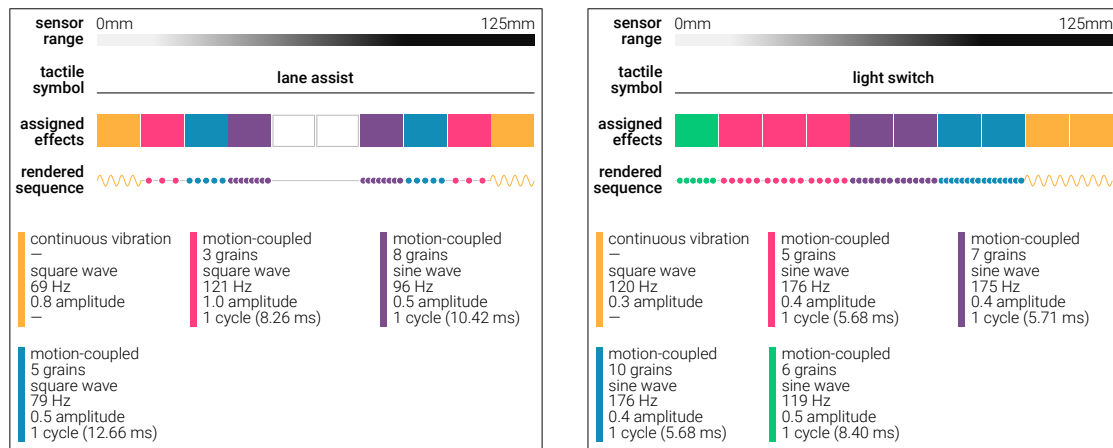 sensor range
0mm
125mm
tactile symbol
lane assist
assigned effects
rendered sequence
continuous vibration
—
square wave
69 Hz
0.8 amplitude
—
motion-coupled
3 grains
square wave
121 Hz
1.0 amplitude
1 cycle (8.26 ms)
motion-coupled
8 grains
sine wave
96 Hz
0.5 amplitude
1 cycle (10.42 ms)
motion-coupled
5 grains
square wave
79 Hz
0.5 amplitude
1 cycle (12.66 ms)
sensor range
0mm
125mm
tactile symbol
light switch
assigned effects
rendered sequence
continuous vibration
—
square wave
120 Hz
0.3 amplitude
—
motion-coupled
5 grains
sine wave
176 Hz
0.4 amplitude
1 cycle (5.68 ms)
motion-coupled
7 grains
sine wave
175 Hz
0.4 amplitude
1 cycle (5.71 ms)
motion-coupled
10 grains
sine wave
176 Hz
0.4 amplitude
1 cycle (5.68 ms)
motion-coupled
6 grains
sine wave
119 Hz
0.5 amplitude
1 cycle (8.40 ms)